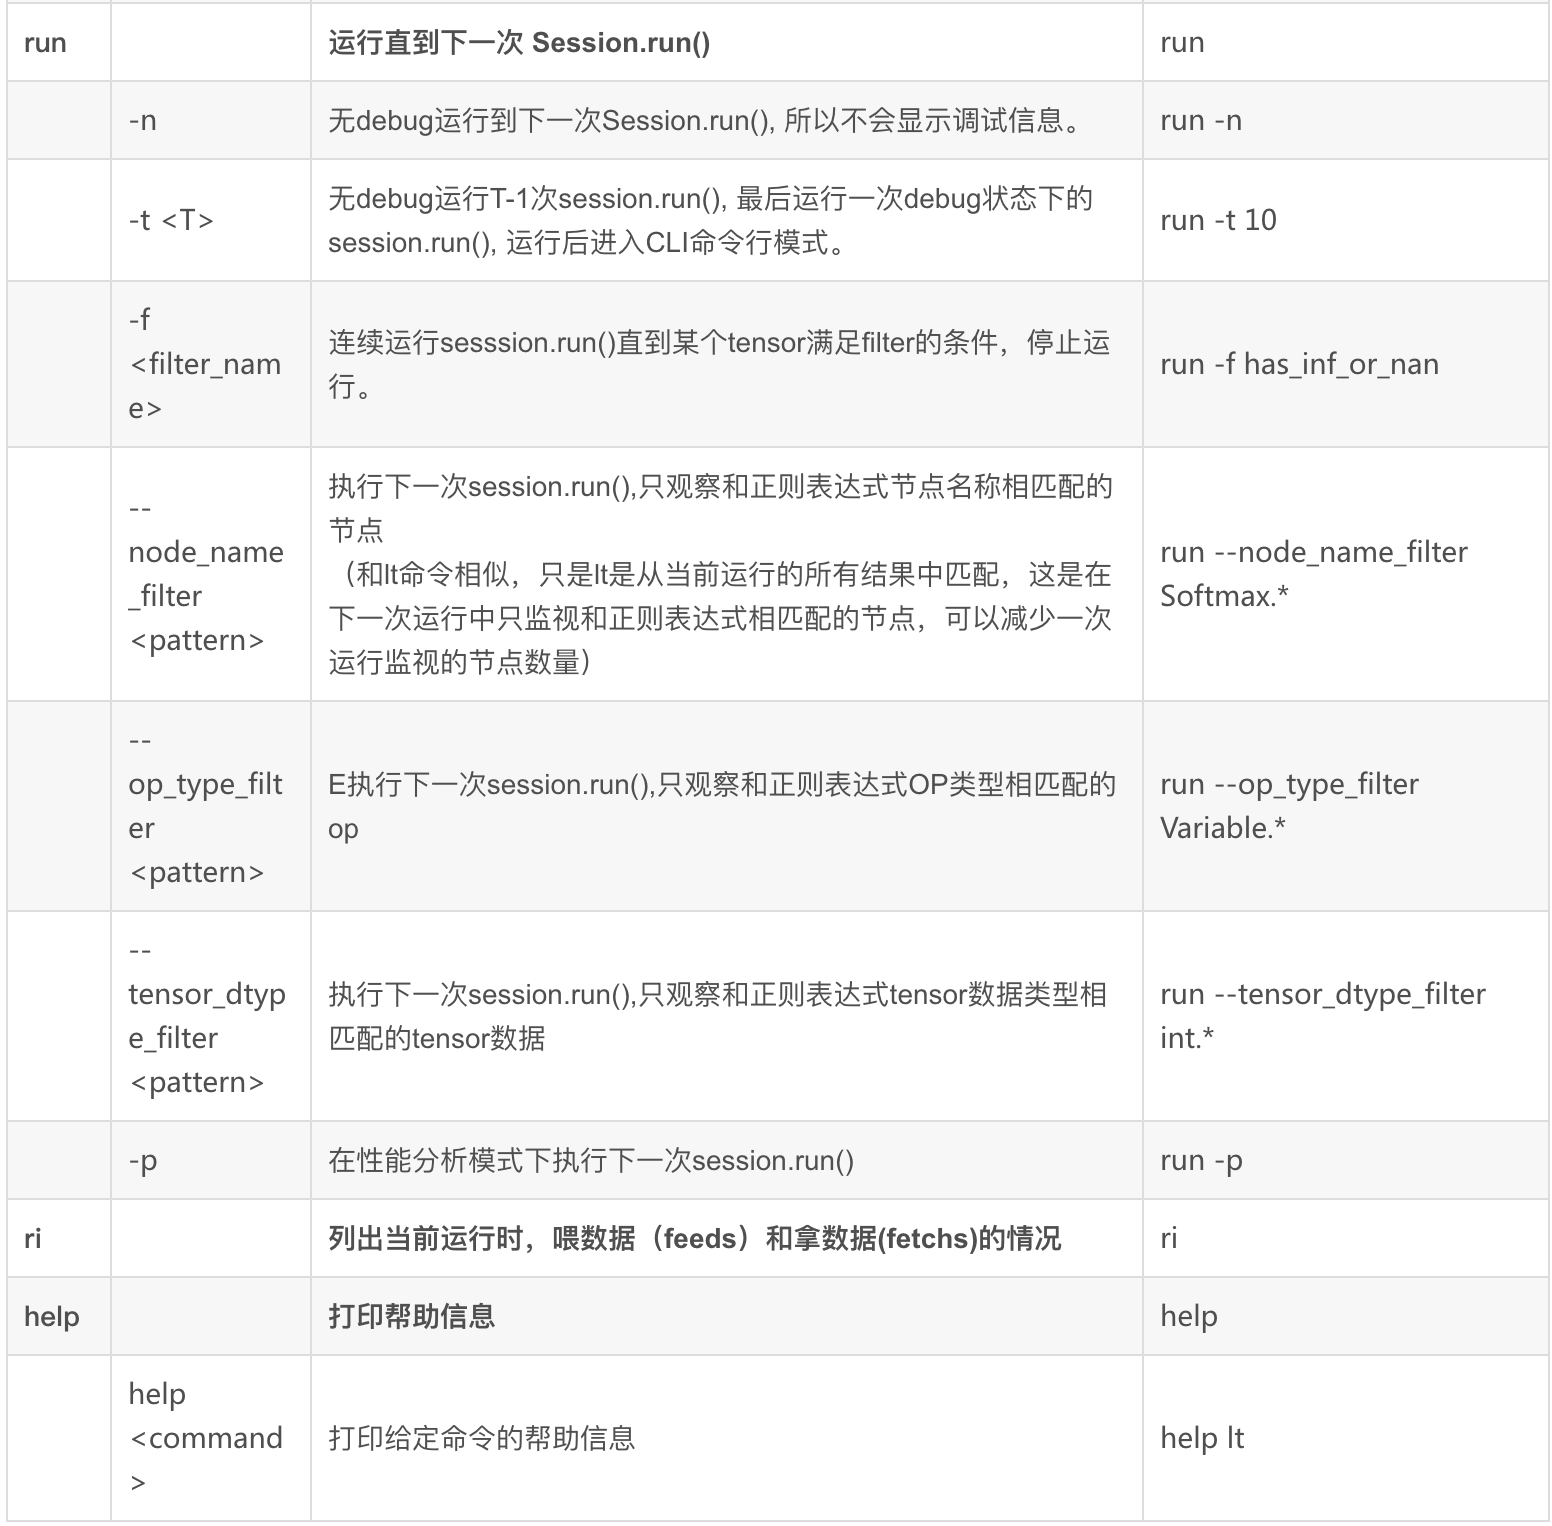 run
运行直到下一次 Session.run()
run
-n
无debug运行到下一次Session.run(), 所以不会显示调试信息。
run -n
-t <T>
无debug运行T-1次session.run(), 最后运行一次debug状态下的
session.run(), 运行后进入CLI命令行模式。
run -t 10
-f
<filter_nam
e>
连续运行sesssion.run()直到某个tensor满足filter的条件，停止运
行。
run -f has_inf_or_nan
--
node_name
_filter
<pattern>
执行下一次session.run(),只观察和正则表达式节点名称相匹配的
节点
（和lt命令相似，只是lt是从当前运行的所有结果中匹配，这是在
下一次运行中只监视和正则表达式相匹配的节点，可以减少一次
运行监视的节点数量）
run --node_name_filter
Softmax.*
--
op_type_filt
er
<pattern>
E执行下一次session.run(),只观察和正则表达式OP类型相匹配的
op
run --op_type_filter
Variable.*
--
tensor_dtyp
e_filter
<pattern>
执行下一次session.run(),只观察和正则表达式tensor数据类型相
匹配的tensor数据
run --tensor_dtype_filter
int.*
-p
在性能分析模式下执行下一次session.run()
run -p
ri
列出当前运行时，喂数据（feeds）和拿数据(fetchs)的情况
ri
help
打印帮助信息
help
help
<command
>
打印给定命令的帮助信息
help lt